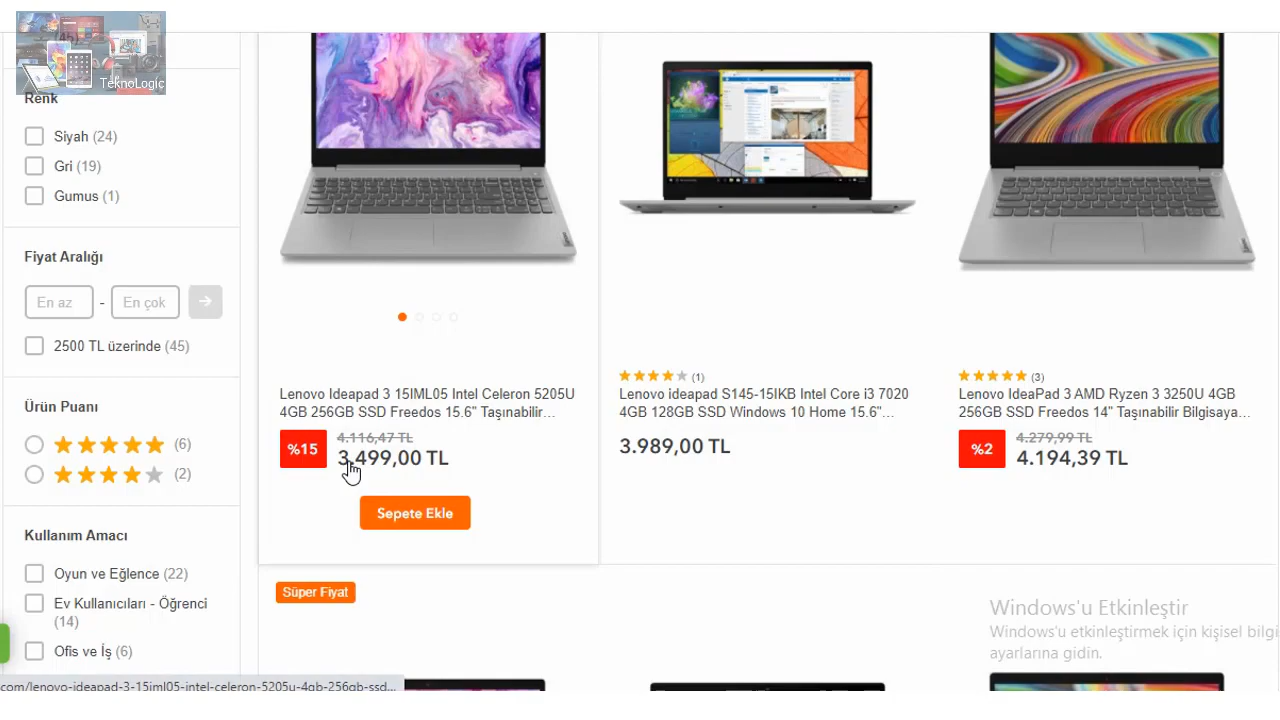 TeknoLogic
Renk
Siyah (24)
Gri (19)
Gumus (1)
Fiyat Aralığı
En az - En çok
2500 TL üzerinde (45)
Ürün Puanı
(6)
(2)
Kullanım Amacı
Oyun ve Eğlence (22)
Ev Kullanıcıları - Öğrenci
(14)
Ofis ve İş (6)
com/lenovo-ideapad-3-15iml05-intel-celeron-5205u-4gb-256gb-ssd...
Lenovo Ideapad 3 15IML05 Intel Celeron 5205U
4GB 256GB SSD Freedos 15.6" Taşınabilir...
%15
4.116,47 TL
3.499,00 TL
Sepete Ekle
(1)
Lenovo ideapad S145-15IKB Intel Core i3 7020
4GB 128GB SSD Windows 10 Home 15.6"...
3.989,00 TL
(3)
Lenovo IdeaPad 3 AMD Ryzen 3 3250U 4GB
256GB SSD Freedos 14" Taşınabilir Bilgisaya...
%2
4.279,99 TL
4.194,39 TL
Süper Fiyat
Windows'u Etkinleştir
Windows'u etkinleştirmek için kişisel bilgi
ayarlarına gidin.